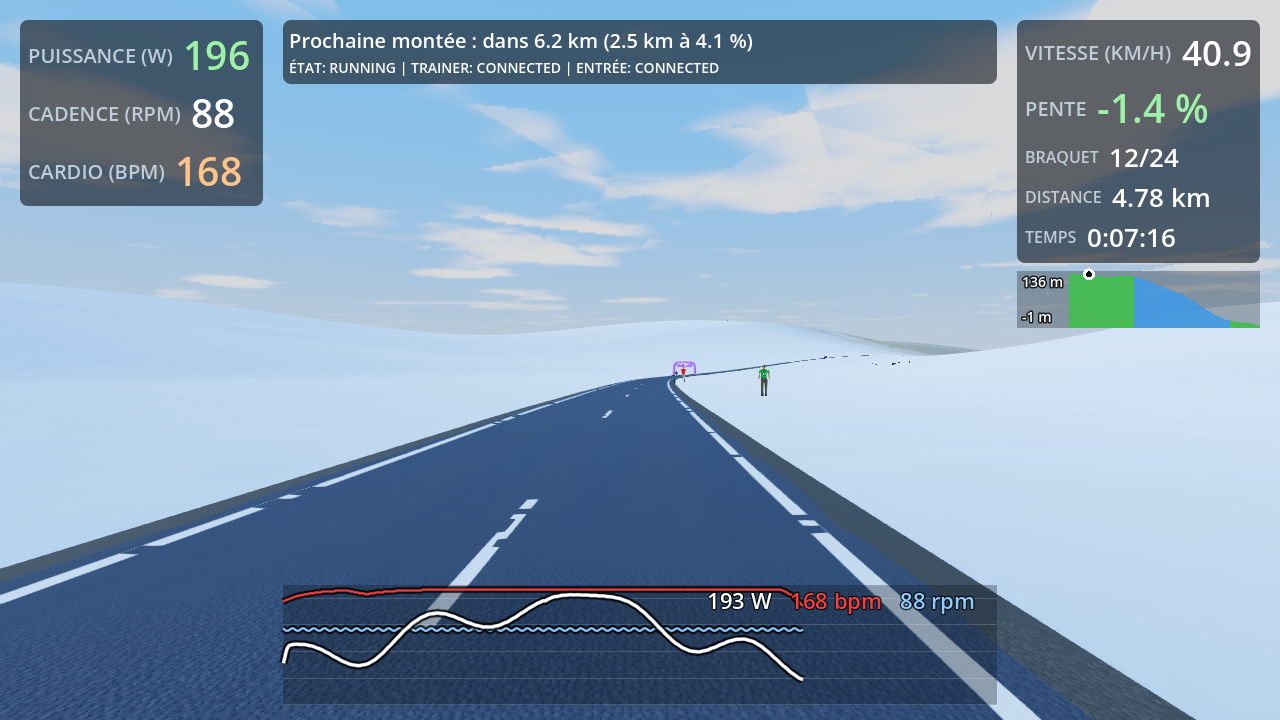 PUISSANCE (W) 196
CADENCE (RPM) 88
CARDIO (BPM) 168
Prochaine montée : dans 6.2 km (2.5 km à 4.1 %)
ÉTAT: RUNNING | TRAINER: CONNECTED | ENTRÉE: CONNECTED
VITESSE (KM/H) 40.9
PENTE -1.4 %
BRAQUET 12/24
DISTANCE 4.78 km
TEMPS 0:07:16
136 m
-1 m
193 W 168 bpm 88 rpm